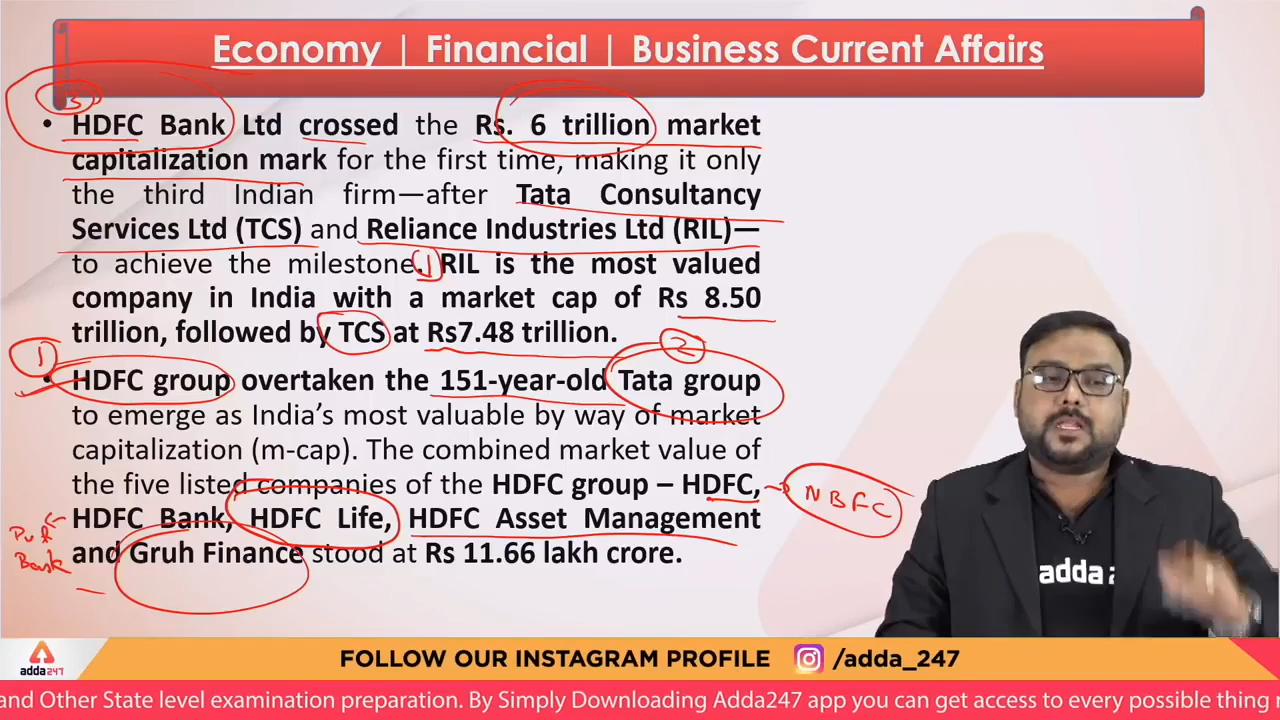 Economy | Financial | Business Current Affairs
3
• HDFC Bank Ltd crossed the Rs. 6 trillion market
capitalization mark for the first time, making it only
the third Indian firm—after Tata Consultancy
Services Ltd (TCS) and Reliance Industries Ltd (RIL)—
to achieve the milestone. 1 RIL is the most valued
company in India with a market cap of Rs 8.50
trillion, followed by TCS at Rs7.48 trillion.
1
2
• HDFC group overtaken the 151-year-old Tata group
to emerge as India’s most valuable by way of market
capitalization (m-cap). The combined market value of
the five listed companies of the HDFC group – HDFC,
NBFC
HDFC Bank, HDFC Life, HDFC Asset Management
and Gruh Finance stood at Rs 11.66 lakh crore.
Bank
adda2
adda247
FOLLOW OUR INSTAGRAM PROFILE /adda_247
and Other State level examination preparation. By Simply Downloading Adda247 app you can get access to every possible thing